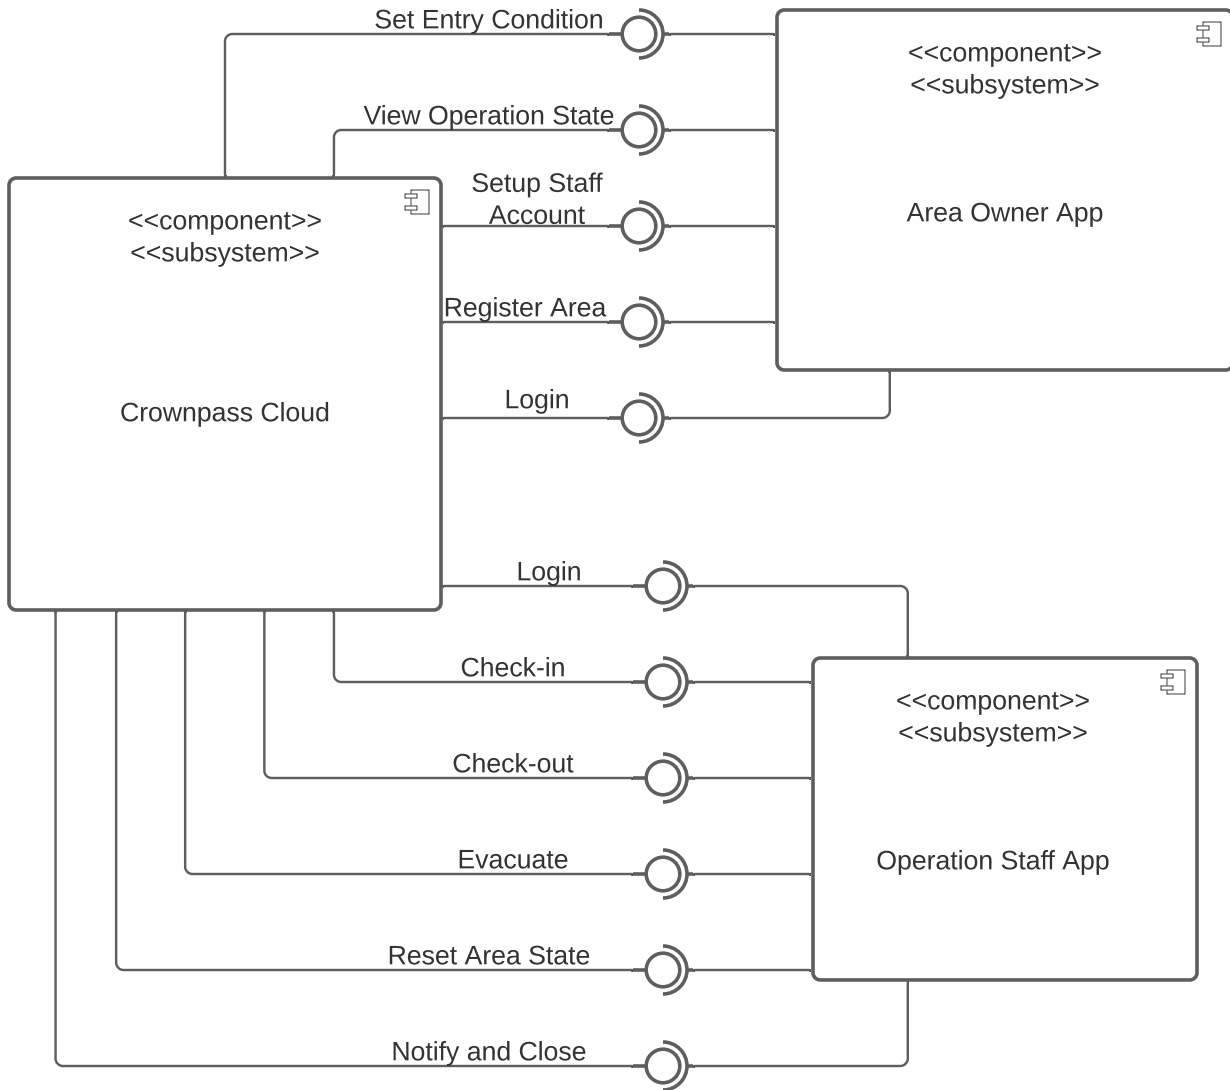 Set Entry Condition
<<component>>
<<subsystem>>
Area Owner App
View Operation State
Setup Staff
Account
Register Area
Login
<<component>>
<<subsystem>>
Crownpass Cloud
Login
Check-in
Check-out
Evacuate
Reset Area State
Notify and Close
<<component>>
<<subsystem>>
Operation Staff App